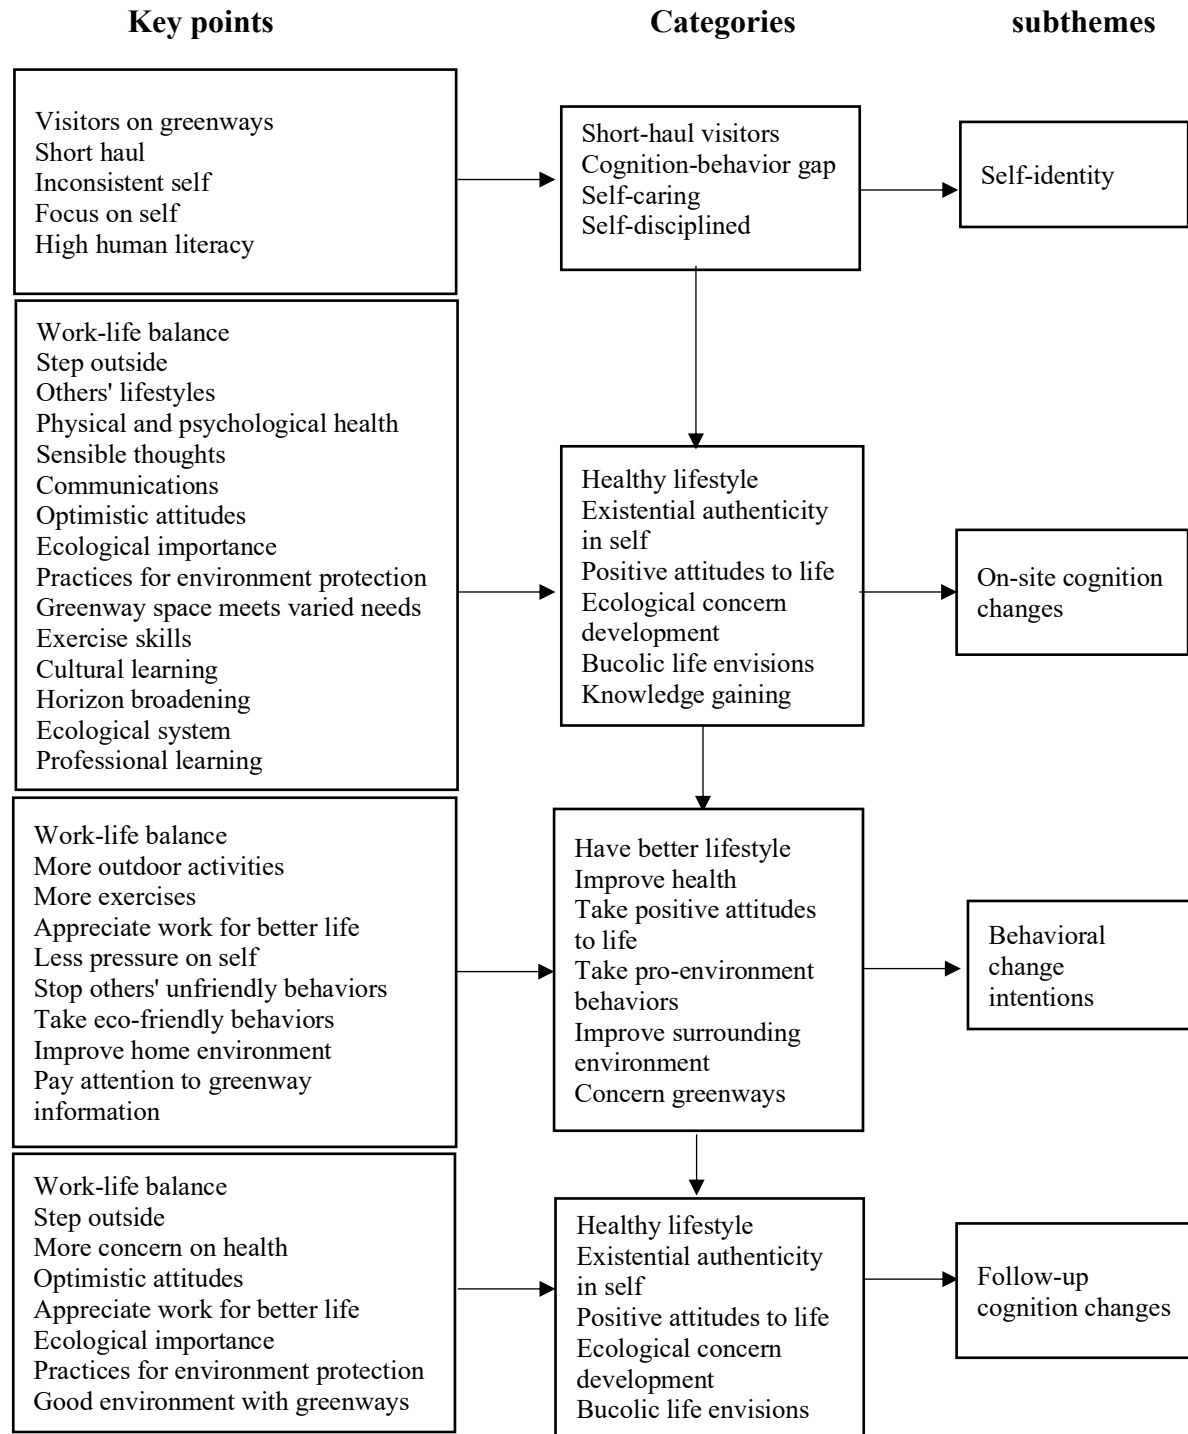 Key points
Categories
subthemes
Visitors on greenways
Short haul
Inconsistent self
Focus on self
High human literacy
Short-haul visitors
Cognition-behavior gap
Self-caring
Self-disciplined
Self-identity
Work-life balance
Step outside
Others' lifestyles
Physical and psychological health
Sensible thoughts
Communications
Optimistic attitudes
Ecological importance
Practices for environment protection
Greenway space meets varied needs
Exercise skills
Cultural learning
Horizon broadening
Ecological system
Professional learning
Healthy lifestyle
Existential authenticity
in self
Positive attitudes to life
Ecological concern
development
Bucolic life envisions
Knowledge gaining
On-site cognition
changes
Work-life balance
More outdoor activities
More exercises
Appreciate work for better life
Less pressure on self
Stop others' unfriendly behaviors
Take eco-friendly behaviors
Improve home environment
Pay attention to greenway
information
Have better lifestyle
Improve health
Take positive attitudes
to life
Take pro-environment
behaviors
Improve surrounding
environment
Concern greenways
Behavioral
change
intentions
Work-life balance
Step outside
More concern on health
Optimistic attitudes
Appreciate work for better life
Ecological importance
Practices for environment protection
Good environment with greenways
Healthy lifestyle
Existential authenticity
in self
Positive attitudes to life
Ecological concern
development
Bucolic life envisions
Follow-up
cognition changes